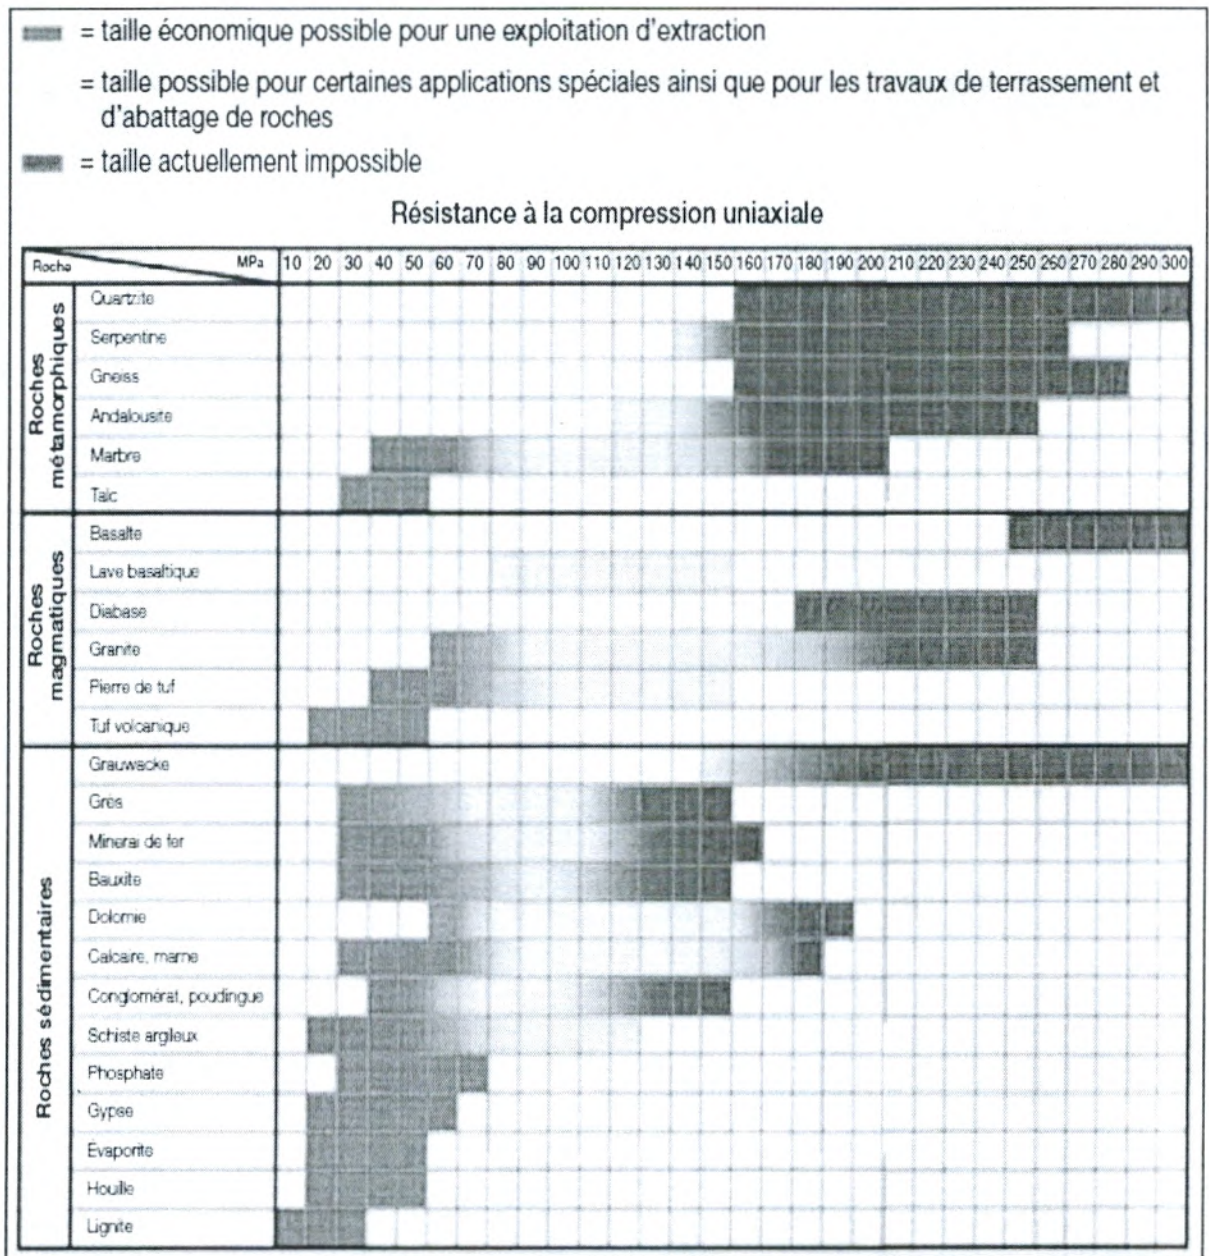 = taille économique possible pour une exploitation d'extraction
= taille possible pour certaines applications spéciales ainsi que pour les travaux de terrassement et
d'abattage de roches
= taille actuellement impossible
Résistance à la compression uniaxiale
Roche MPa 10 20 30 40 50 60 70 80 90 100 110 120 130 140 150 160 170 180 190 200 210 220 230 240 250 260 270 280 290 300
Roches métamorphiques
Quartzite
Serpentine
Gneiss
Andalousite
Marbre
Talc
Roches magmatiques
Basalte
Lave basaltique
Diabase
Granite
Pierre de tuf
Tuf volcanique
Roches sédimentaires
Grauwacke
Grès
Minerai de fer
Bauxite
Dolomie
Calcaire, marne
Conglomérat, poudingue
Schiste argileux
Phosphate
Gypse
Evaporite
Houille
Lignite